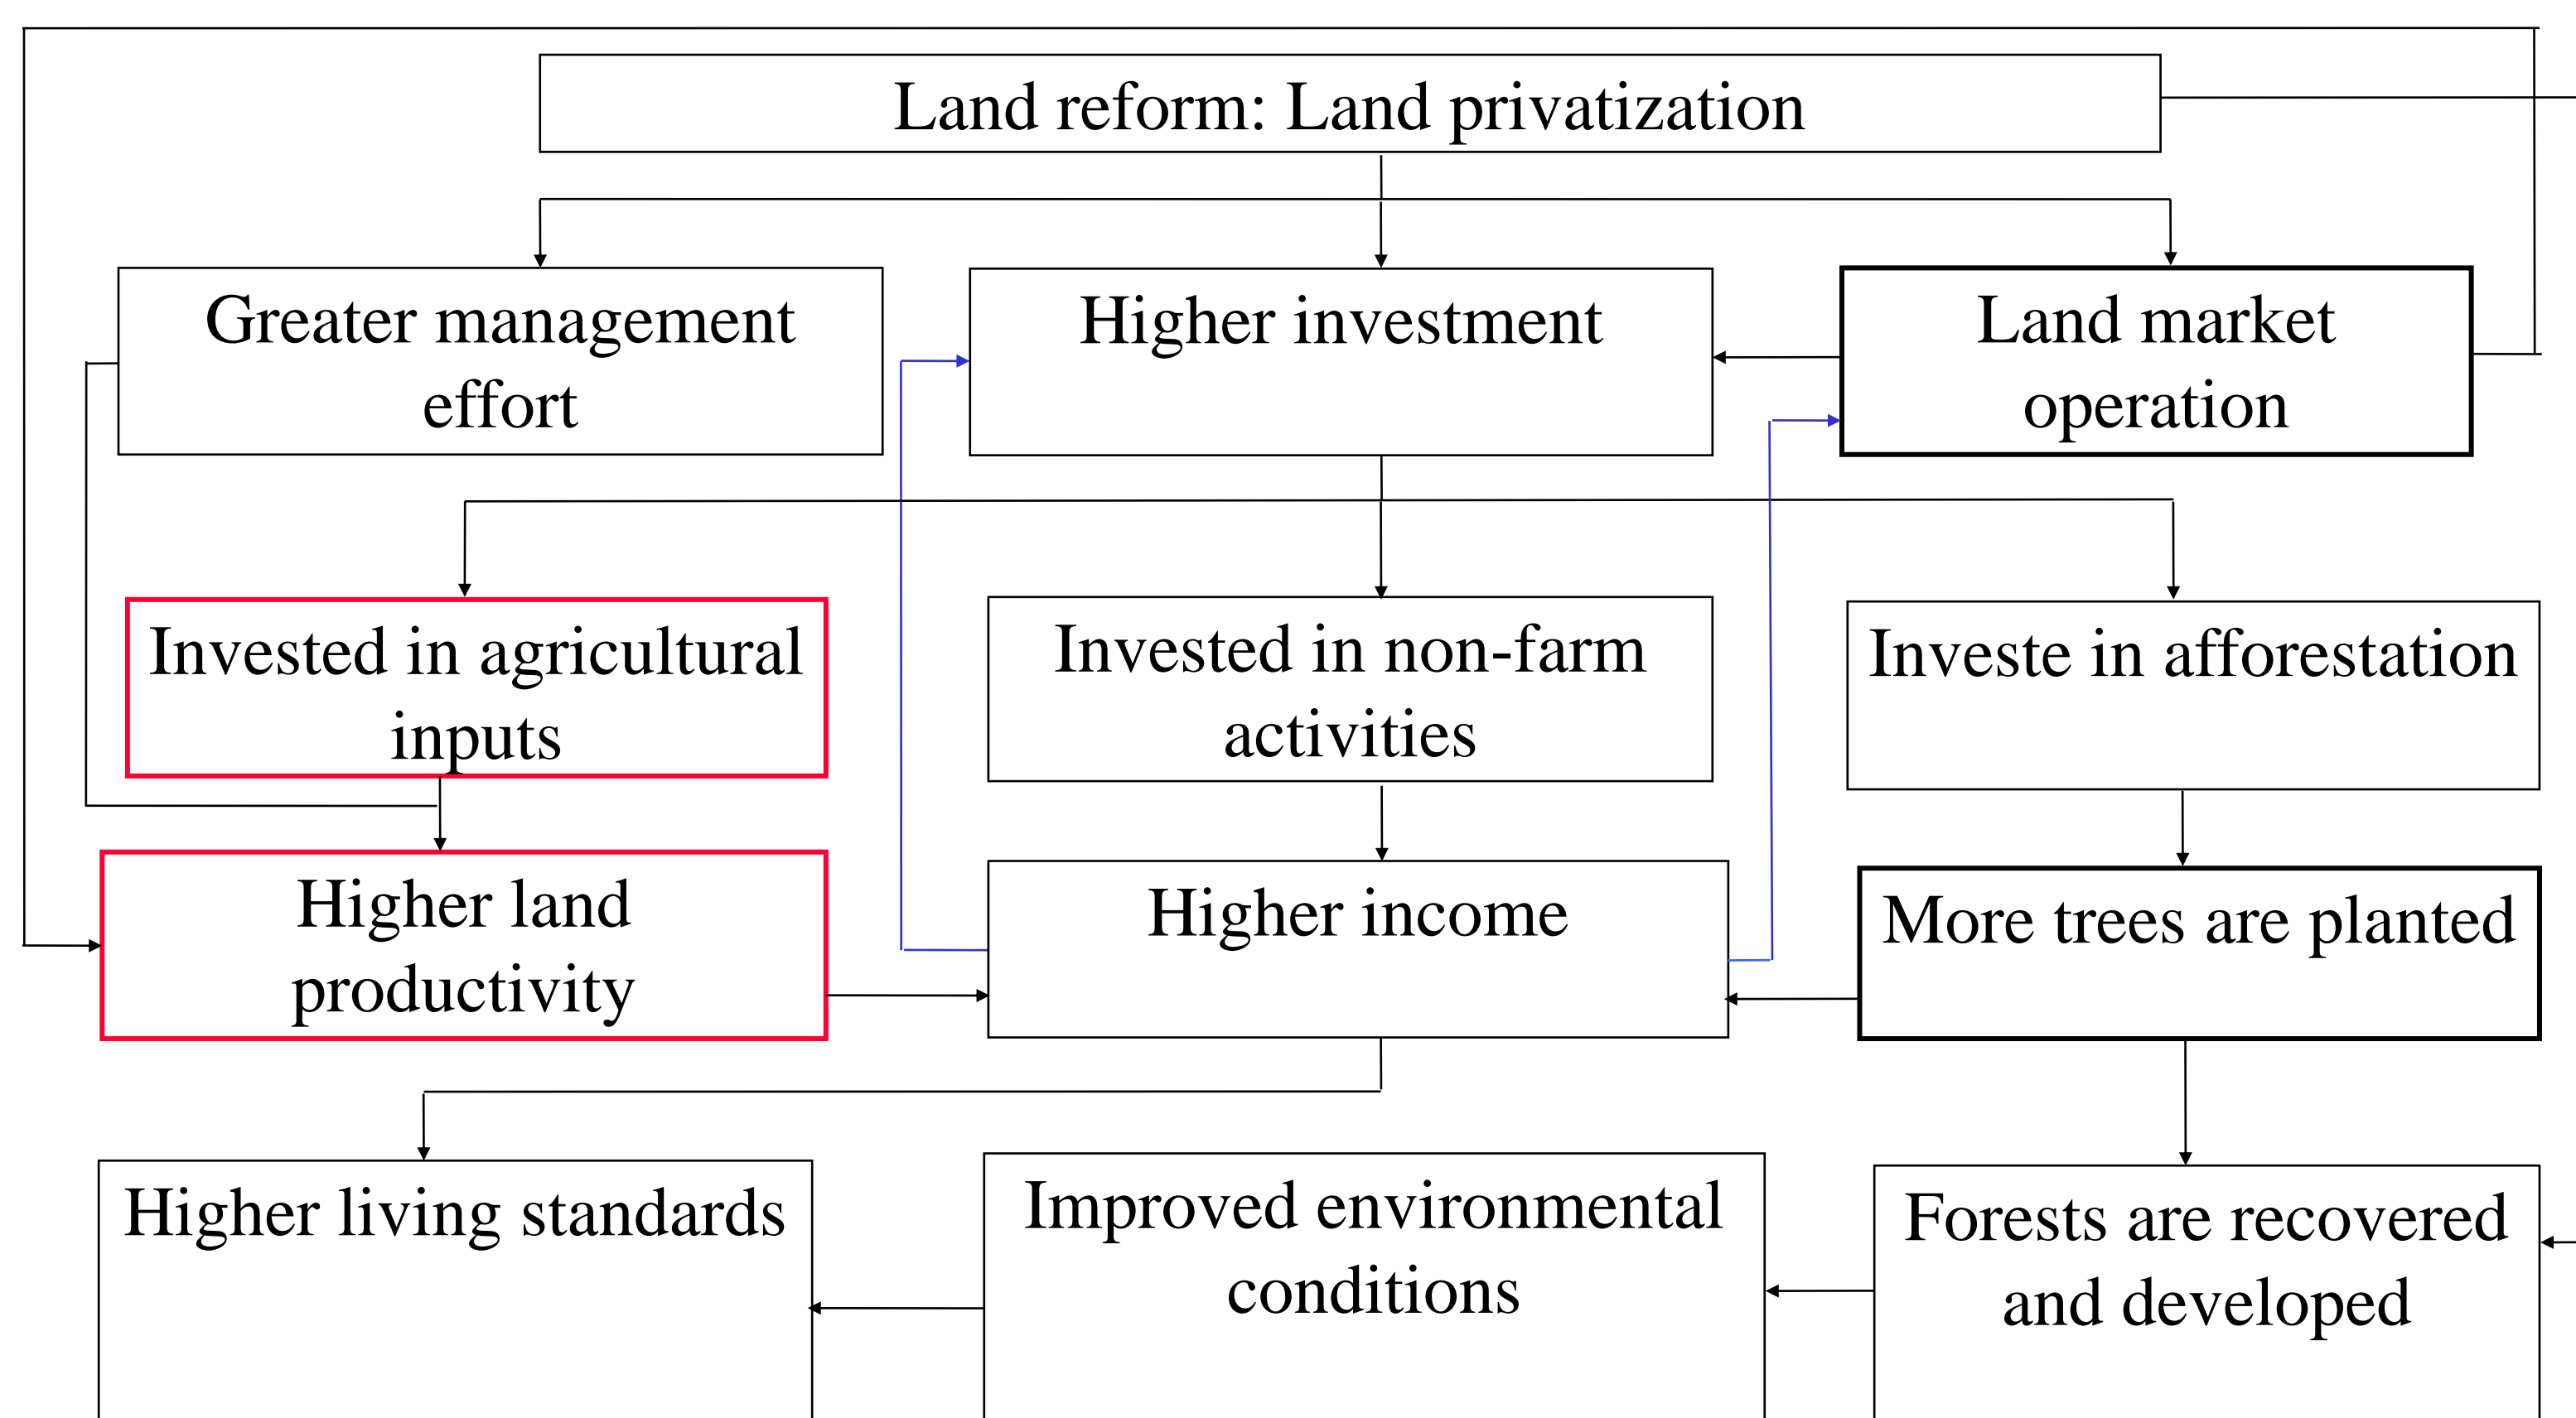 Land reform: Land privatization
Greater management
effort
Higher investment
Land market
operation
Invested in agricultural
inputs
Invested in non-farm
activities
Investe in afforestation
Higher land
productivity
Higher income
More trees are planted
Higher living standards
Improved environmental
conditions
Forests are recovered
and developed